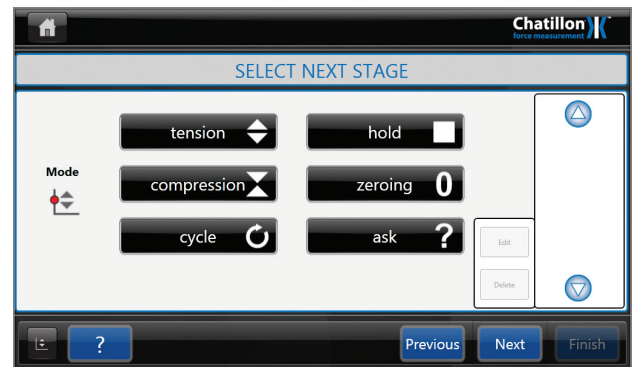 Chatillon
force measurement
SELECT NEXT STAGE
tension
hold
Mode
compression
zeroing 0
cycle
ask ?
Edit
Delete
?
Previous
Next
Finish